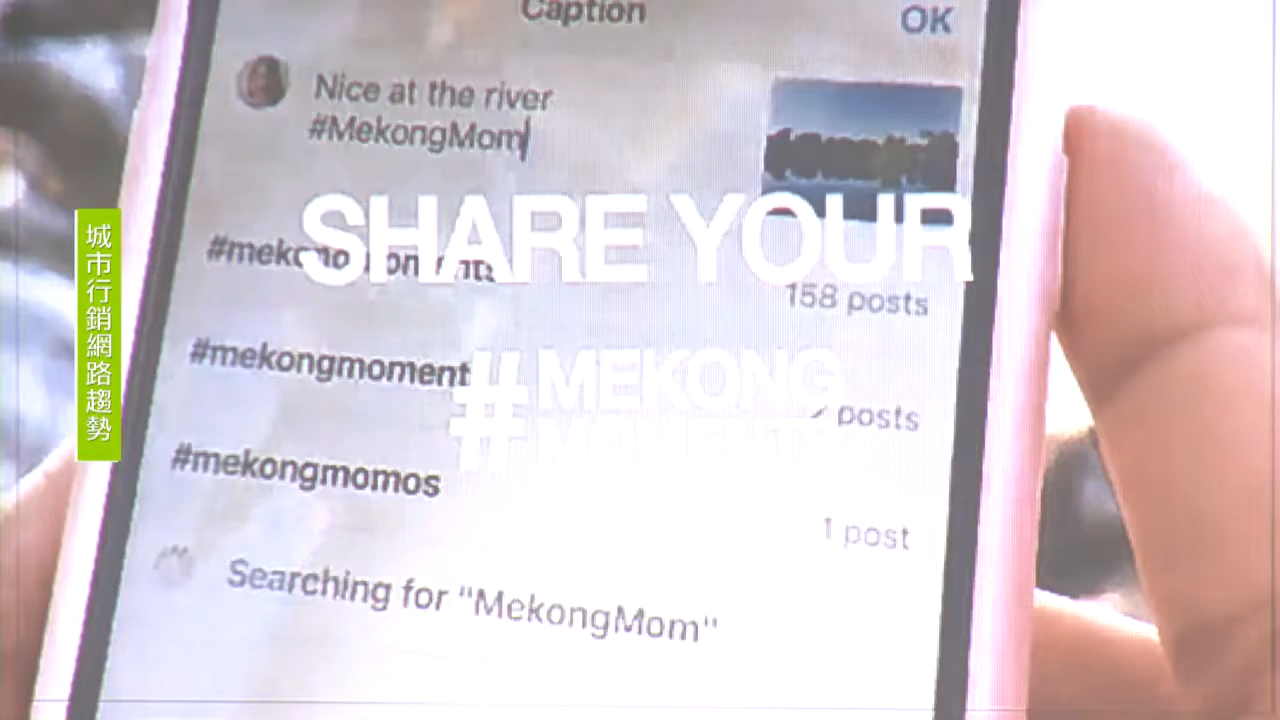 Caption
OK
Nice at the river
#MekongMom
SHARE YOUR
158 posts
#mekongmoment
#MEKONG
posts
#mekongmomos
1 post
Searching for "MekongMom"
城市行銷網路趨勢